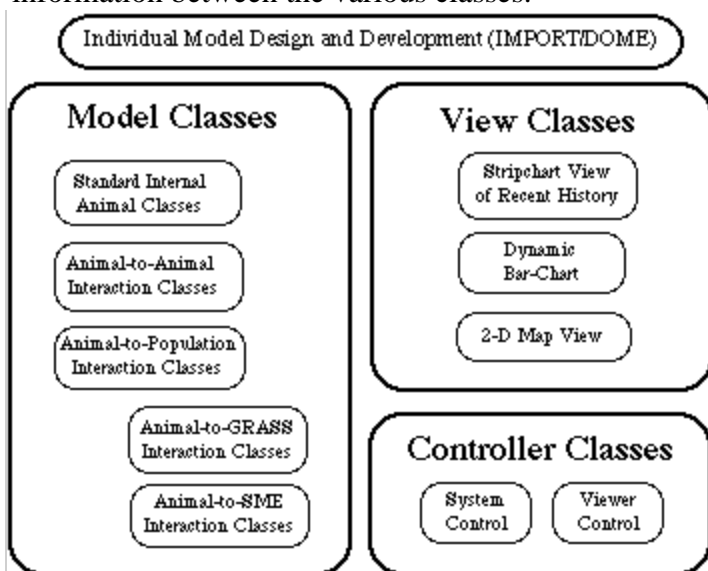 information between the various classes.
Individual Model Design and Development (IMPORT/DOME)
Model Classes
Standard Internal
Animal Classes
Animal-to-Animal
Interaction Classes
Animal-to-Population
Interaction Classes
Animal-to-GRASS
Interaction Classes
Animal-to-SME
Interaction Classes
View Classes
Stripchart View
of Recent History
Dynamic
Bar-Chart
2-D Map View
Controller Classes
System
Control
Viewer
Control